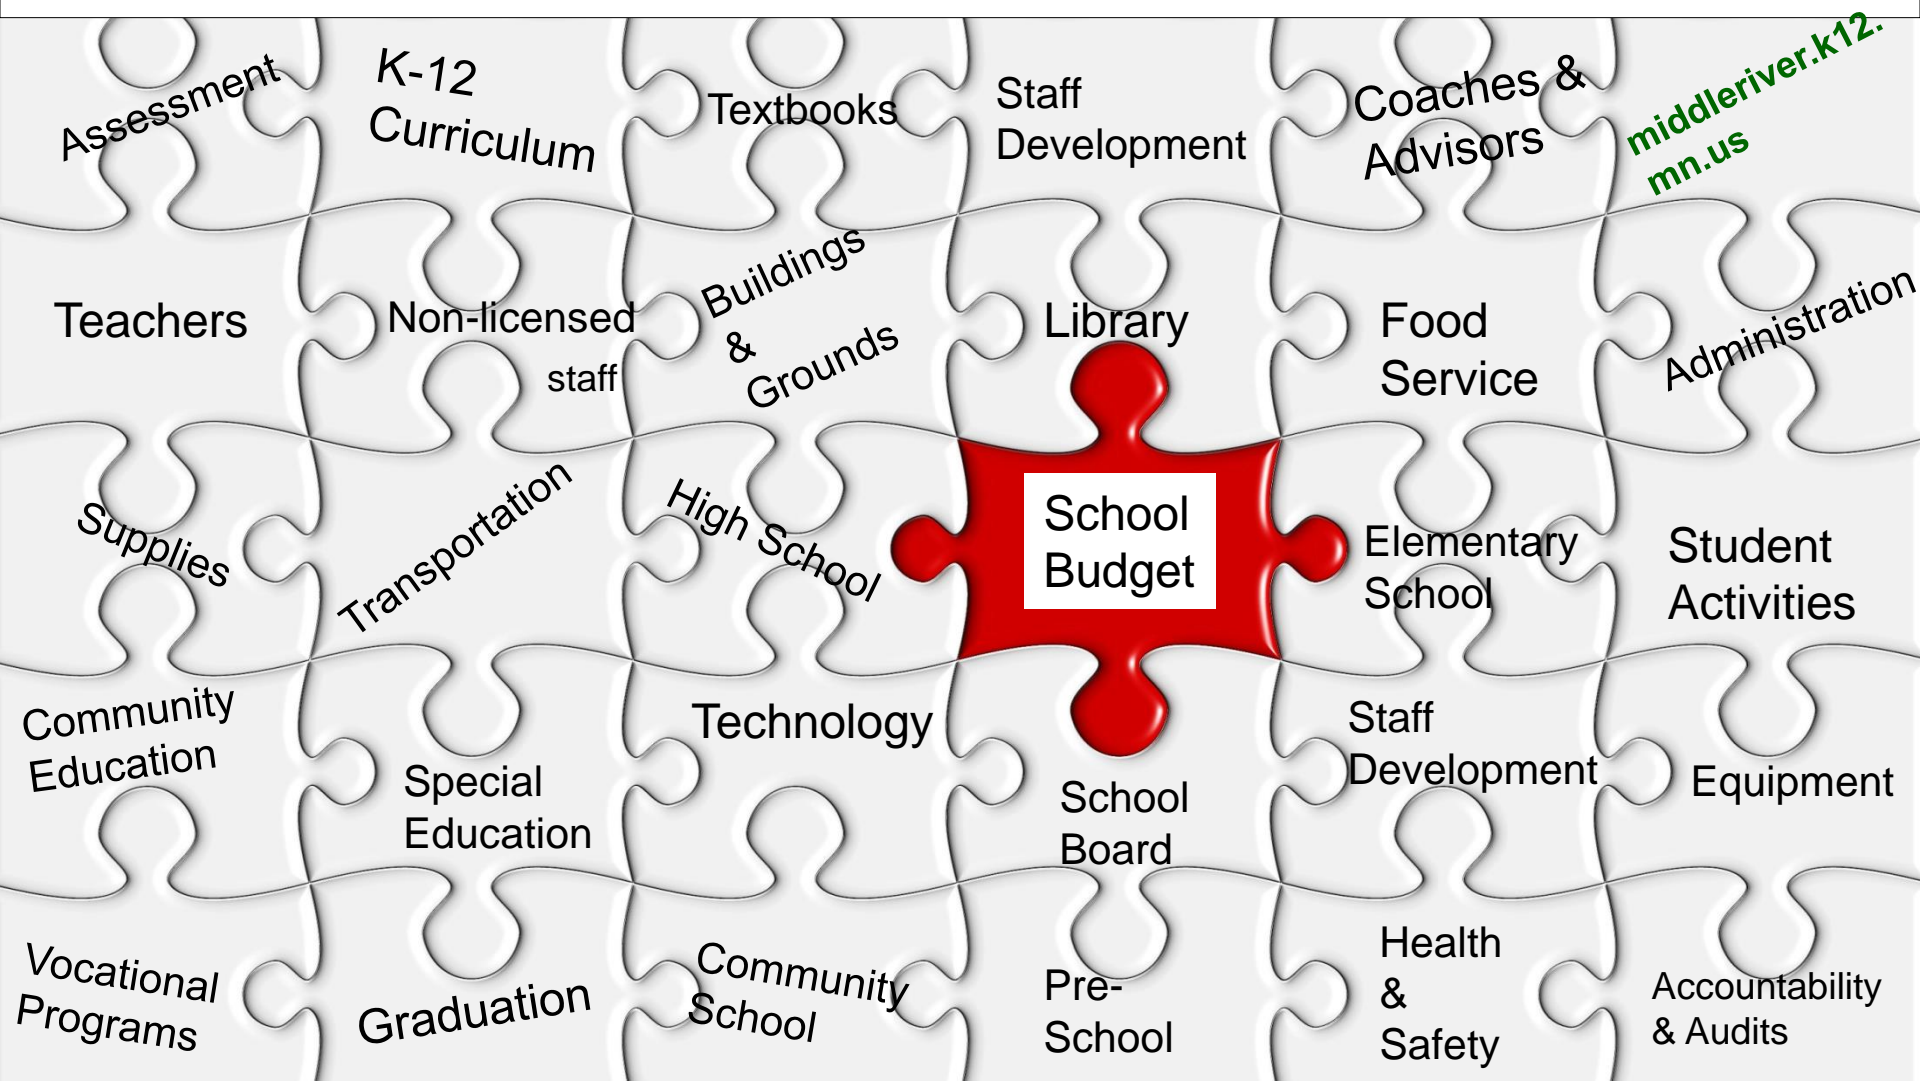 Assessment
K-12
Curriculum
Textbooks
Staff
Development
Coaches &
Advisors
middleriver.k12.
mn.us
Teachers
Non-licensed
staff
Buildings
&
Grounds
Library
Food
Service
Administration
Supplies
Transportation
High School
School
Budget
Elementary
School
Student
Activities
Community
Education
Special
Education
Technology
School
Board
Staff
Development
Equipment
Vocational
Programs
Graduation
Community
School
Pre-
School
Health
&
Safety
Accountability
& Audits